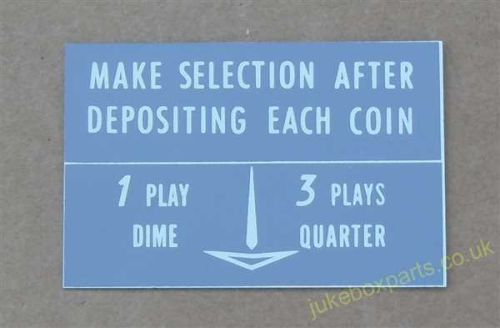 MAKE SELECTION AFTER
DEPOSITING EACH COIN
1 PLAY
DIME
3 PLAYS
QUARTER
jukeboxparts.co.uk